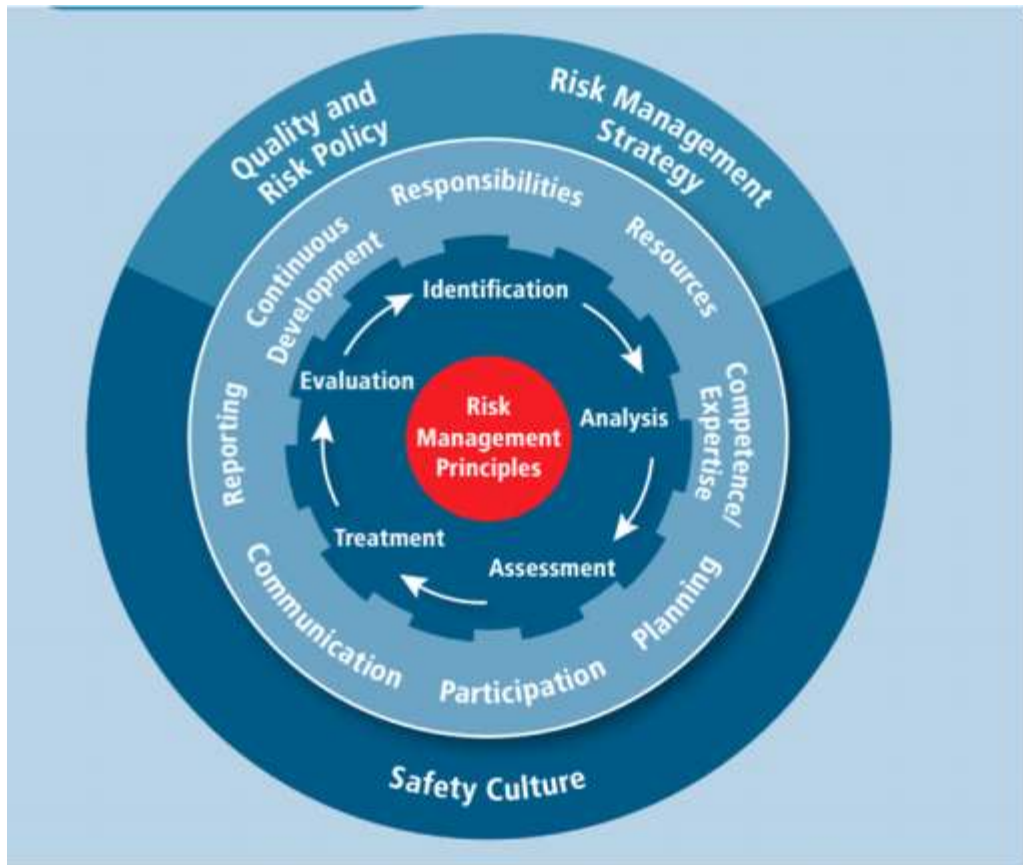 Quality and
Risk Policy
Risk Management
Strategy
Responsibilities
Resources
Competence/
Expertise
Planning
Participation
Communication
Reporting
Continuous
Development
Identification
Analysis
Assessment
Treatment
Evaluation
Risk
Management
Principles
Safety Culture